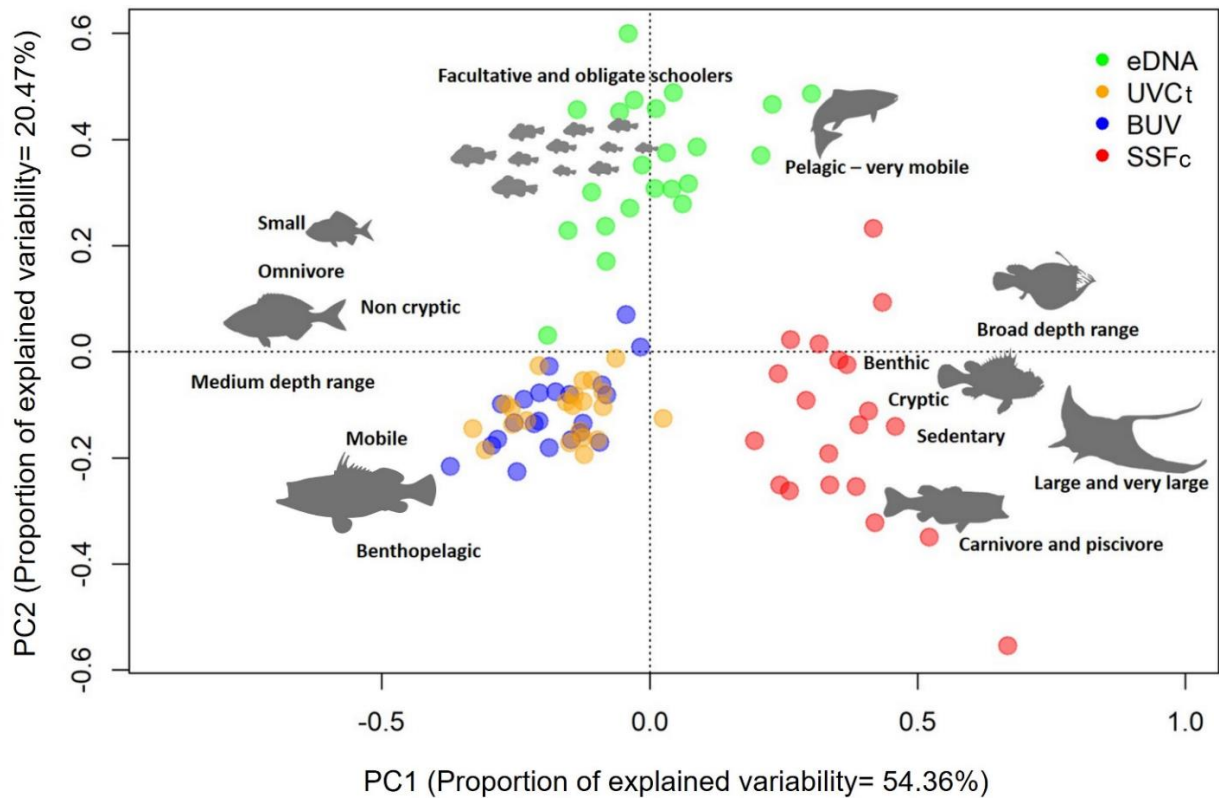 Facultative and obligate schoolers
Pelagic – very mobile
Small
Omnivore
Non cryptic
Medium depth range
Mobile
Benthopelagic
Broad depth range
Benthic
Cryptic
Sedentary
Large and very large
Carnivore and piscivore
eDNA
UVCt
BUV
SSFc
PC2 (Proportion of explained variability= 20.47%)
0.6
0.4
0.2
0.0
-0.2
-0.4
-0.6
-0.5
0.0
0.5
1.0
PC1 (Proportion of explained variability= 54.36%)